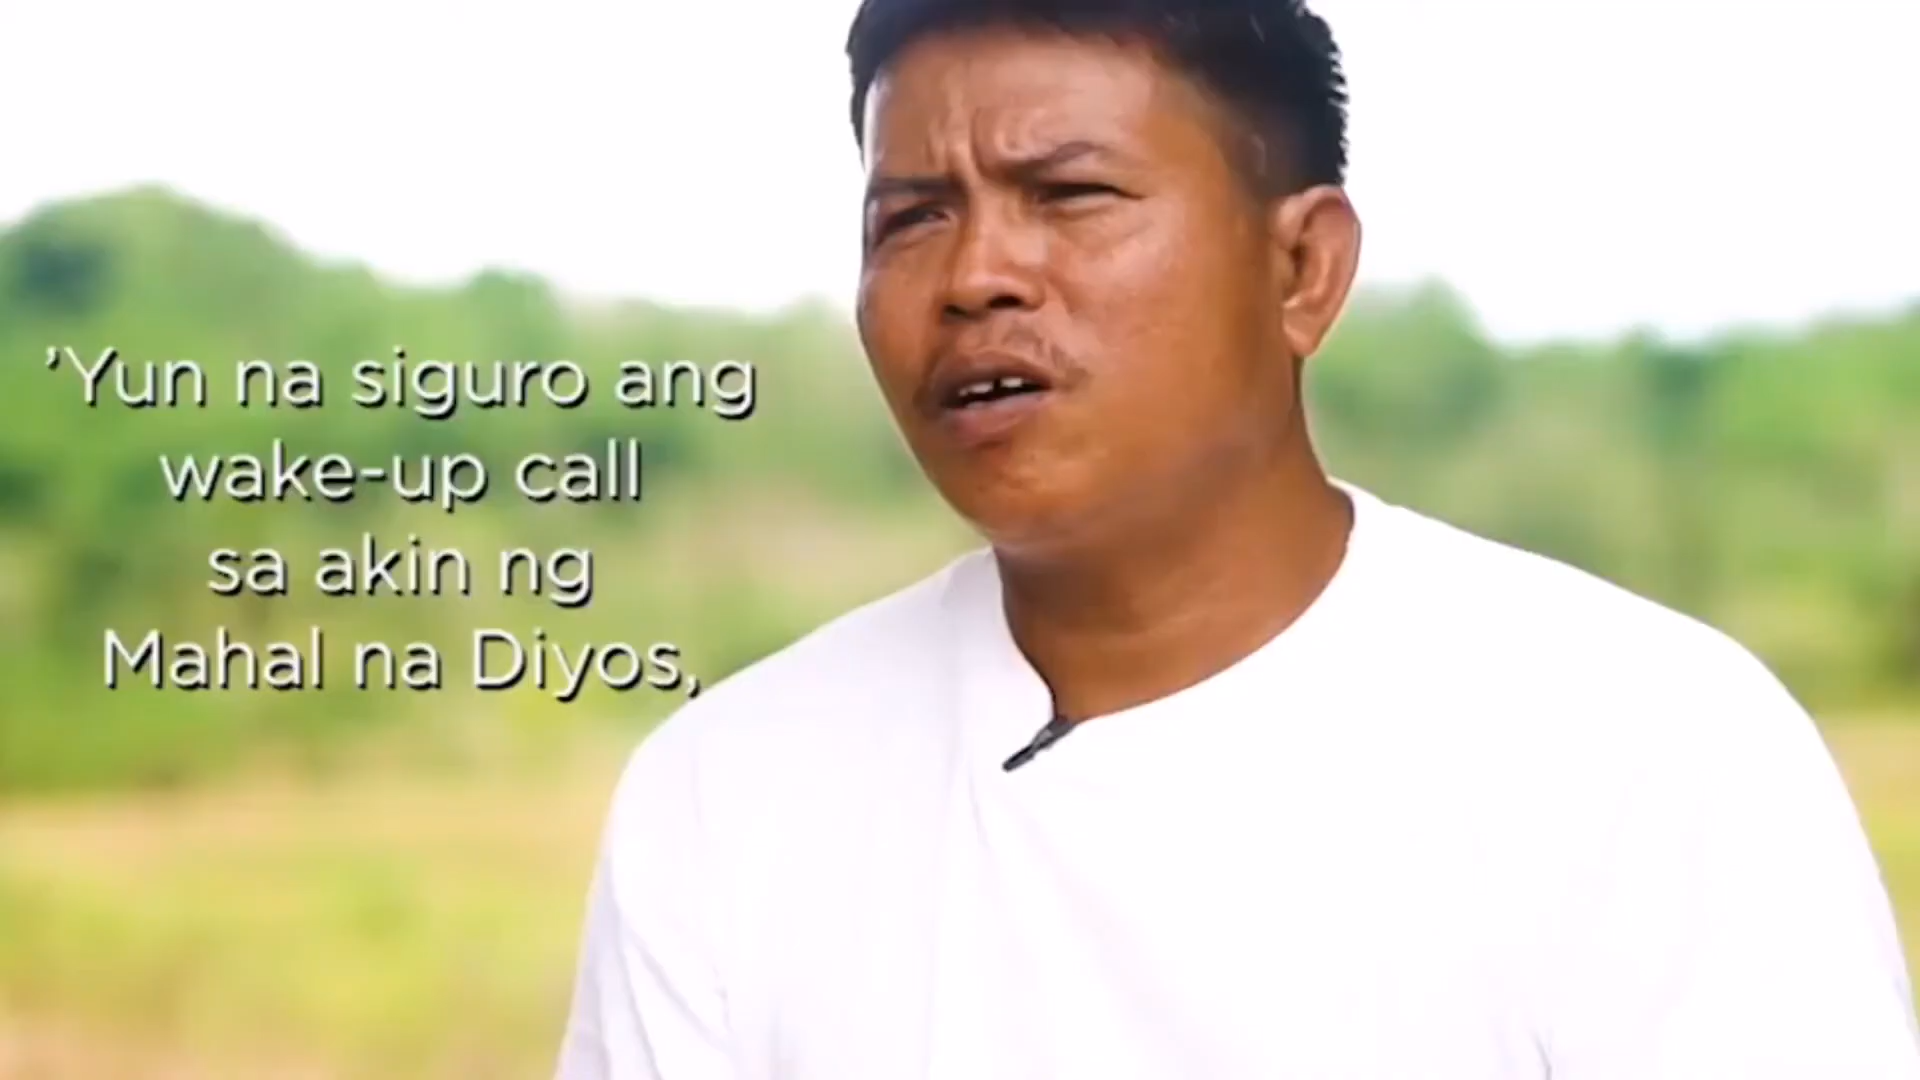 ’Yun na siguro ang
wake-up call
sa akin ng
Mahal na Diyos,